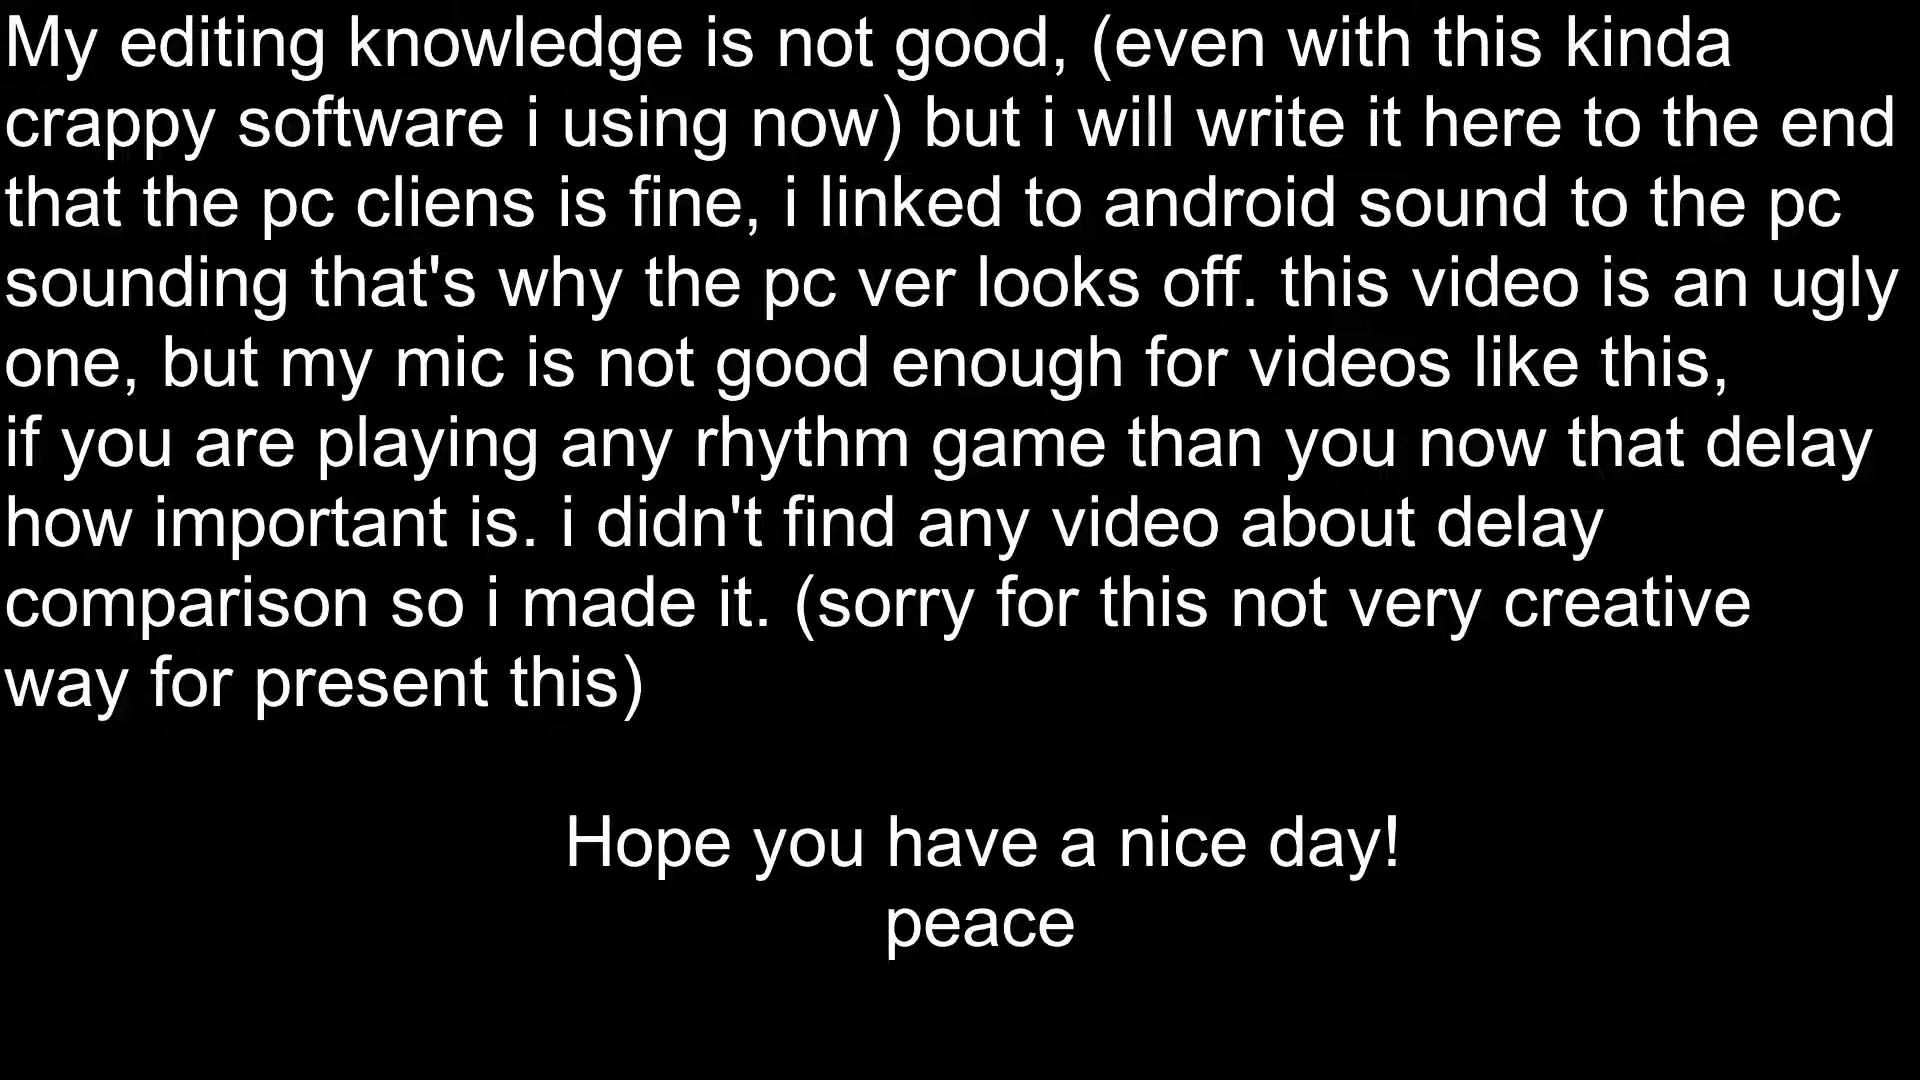 My editing knowledge is not good, (even with this kinda
crappy software i using now) but i will write it here to the end
that the pc cliens is fine, i linked to android sound to the pc
sounding that's why the pc ver looks off. this video is an ugly
one, but my mic is not good enough for videos like this,
if you are playing any rhythm game than you now that delay
how important is. i didn't find any video about delay
comparison so i made it. (sorry for this not very creative
way for present this)
Hope you have a nice day!
peace